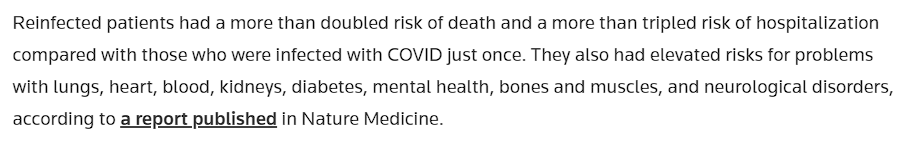 Reinfected patients had a more than doubled risk of death and a more than tripled risk of hospitalization
compared with those who were infected with COVID just once. They also had elevated risks for problems
with lungs, heart, blood, kidneys, diabetes, mental health, bones and muscles, and neurological disorders,
according to a report published in Nature Medicine.